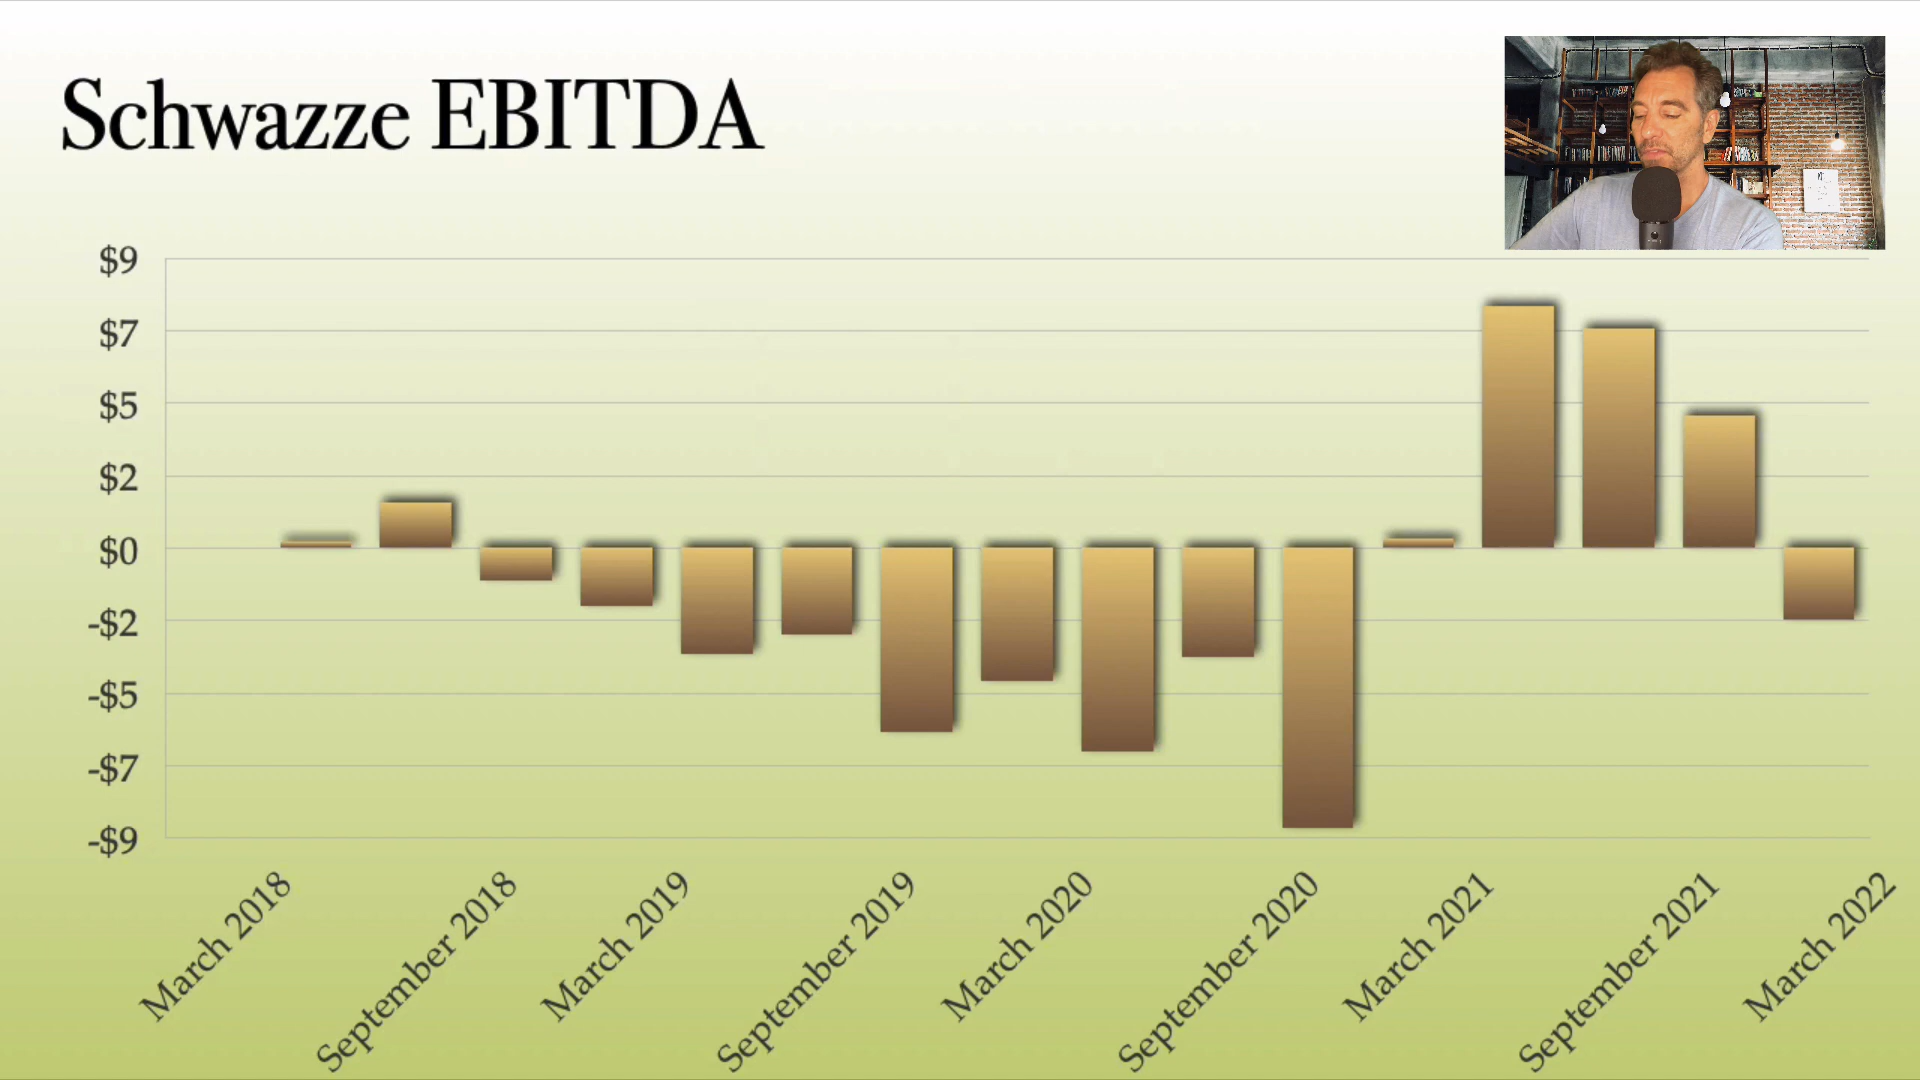 Schwazze EBITDA
$9
$7
$5
$2
$0
-$2
-$5
-$7
-$9
March 2018
September 2018
March 2019
September 2019
March 2020
September 2020
March 2021
September 2021
March 2022